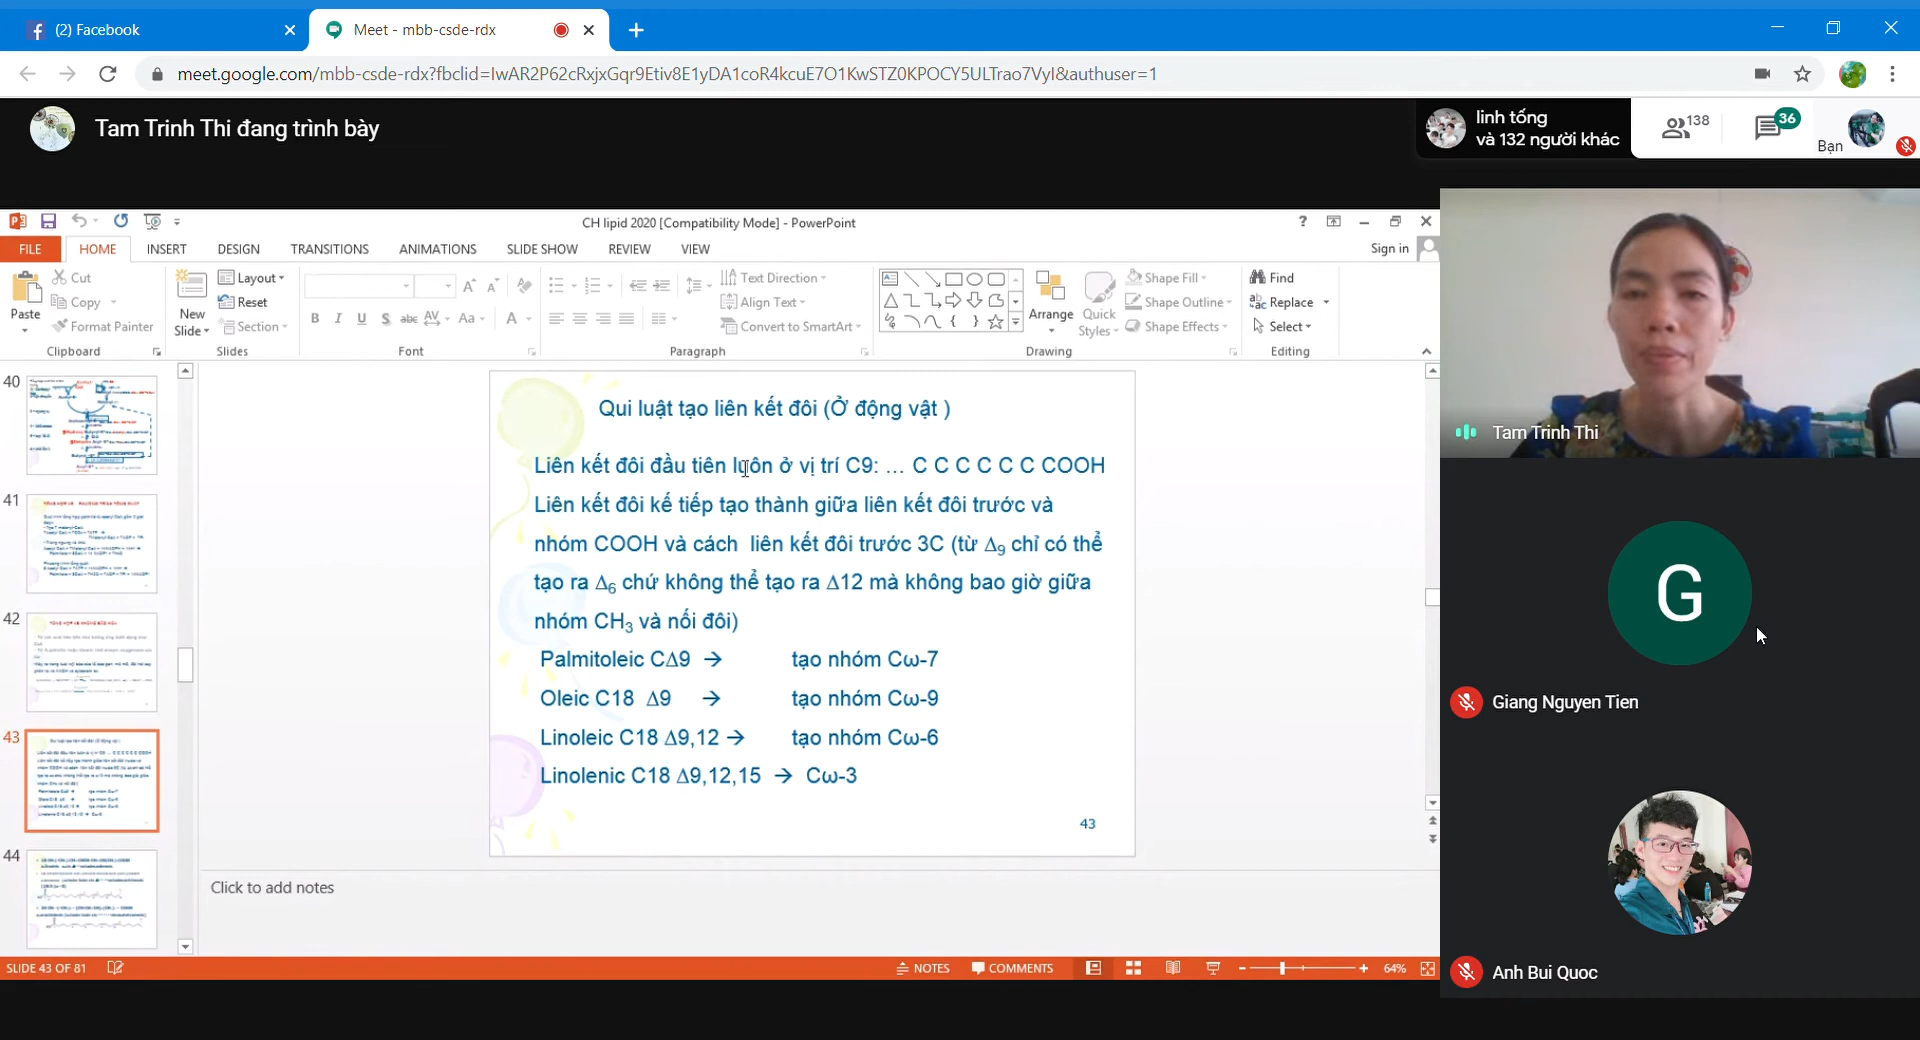 (2) Facebook
Meet - mbb-csde-rdx
meet.google.com/mbb-csde-rdx?fbclid=IwAR2P62cRxjxGqr9Etiv8E1yDA1coR4kcuE7O1KwSTZ0KPOCY5ULTrao7VyI&authuser=1
Tam Trinh Thi đang trình bày
linh tống
và 132 người khác
138
36
Bạn
CH lipid 2020 [Compatibility Mode] - PowerPoint
FILE HOME INSERT DESIGN TRANSITIONS ANIMATIONS SLIDE SHOW REVIEW VIEW
Sign in
Paste
Cut
Copy
Format Painter
Clipboard
New
Slide
Layout
Reset
Section
Slides
Font
Text Direction
Align Text
Convert to SmartArt
Paragraph
Arrange
Quick
Styles
Shape Fill
Shape Outline
Shape Effects
Drawing
Find
Replace
Select
Editing
40
41
42
43
44
Qui luật tạo liên kết đôi (Ở động vật )
Liên kết đôi đầu tiên luôn ở vị trí C9: ... C C C C C C COOH
Liên kết đôi kế tiếp tạo thành giữa liên kết đôi trước và
nhóm COOH và cách liên kết đôi trước 3C (từ Δ₉ chỉ có thể
tạo ra Δ₆ chứ không thể tạo ra Δ12 mà không bao giờ giữa
nhóm CH₃ và nối đôi)
Palmitoleic CΔ9 → tạo nhóm Cω-7
Oleic C18 Δ9 → tạo nhóm Cω-9
Linoleic C18 Δ9,12 → tạo nhóm Cω-6
Linolenic C18 Δ9,12,15 → Cω-3
43
Click to add notes
SLIDE 43 OF 81
NOTES
COMMENTS
64%
Tam Trinh Thi
G
Giang Nguyen Tien
Anh Bui Quoc